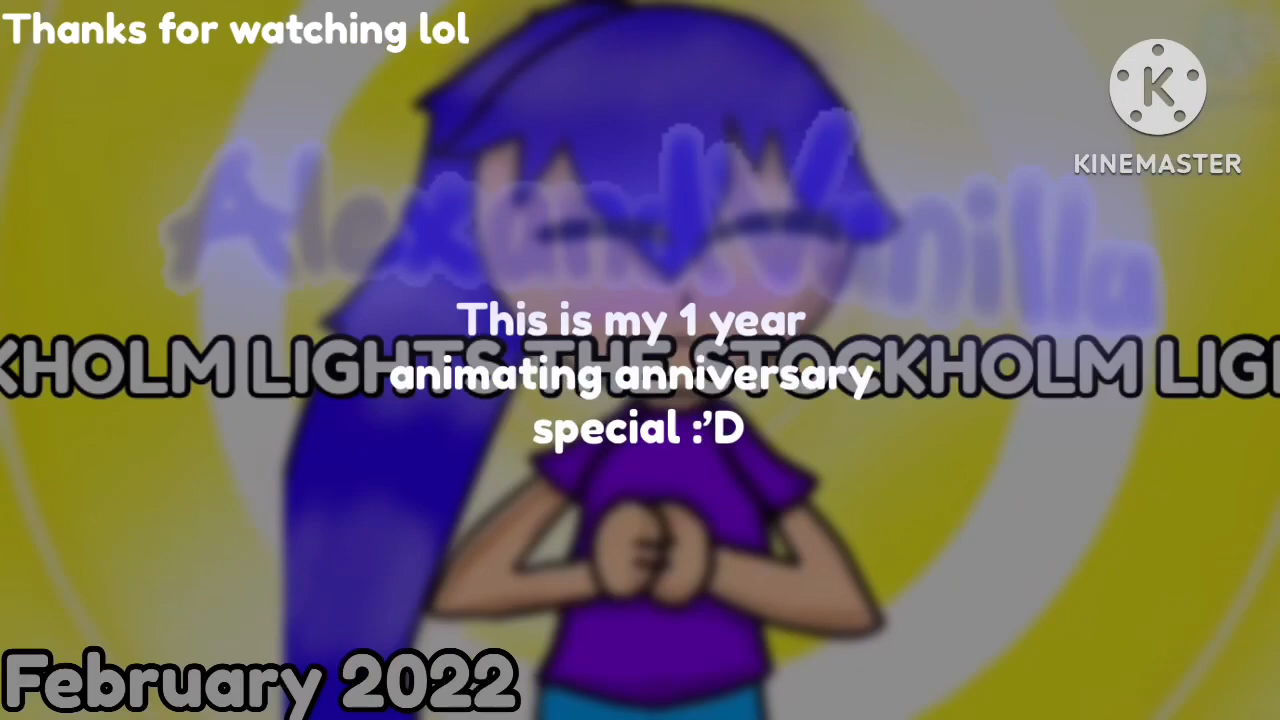 Thanks for watching lol
KINEMASTER
This is my 1 year
animating anniversary
special :’D
KHOLM LIGHTS THE STOCKHOLM LIGH
February 2022